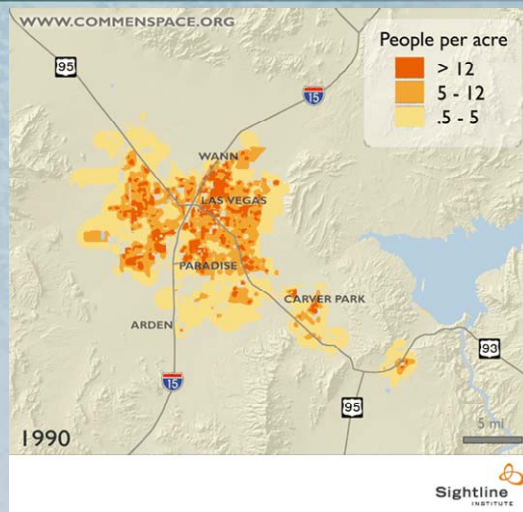 WWW.COMMENSPACE.ORG
People per acre
> 12
5 - 12
.5 - 5
95
15
WANN
LAS VEGAS
PARADISE
CARVER PARK
ARDEN
93
15
95
5 mi
1990
Sightline
INSTITUTE